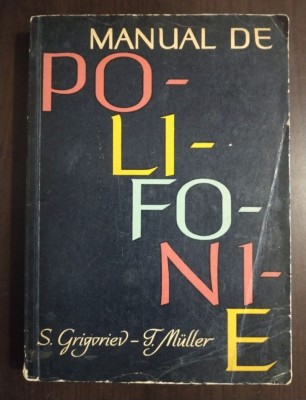 MANUAL DE
PO-
LI-
FO-
NI-
E
S. Grigoriev - T. Müller